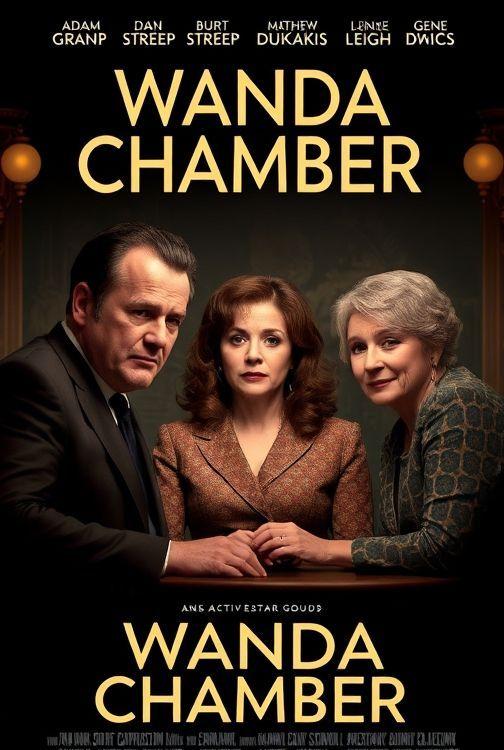 ADAM DAN BURT MATHEW GENE
GRANP STREEP STREEP DUKAKIS LEIGH DWICS
WANDA
CHAMBER
ANS ACTIVESTAR GOUDS
WANDA
CHAMBER